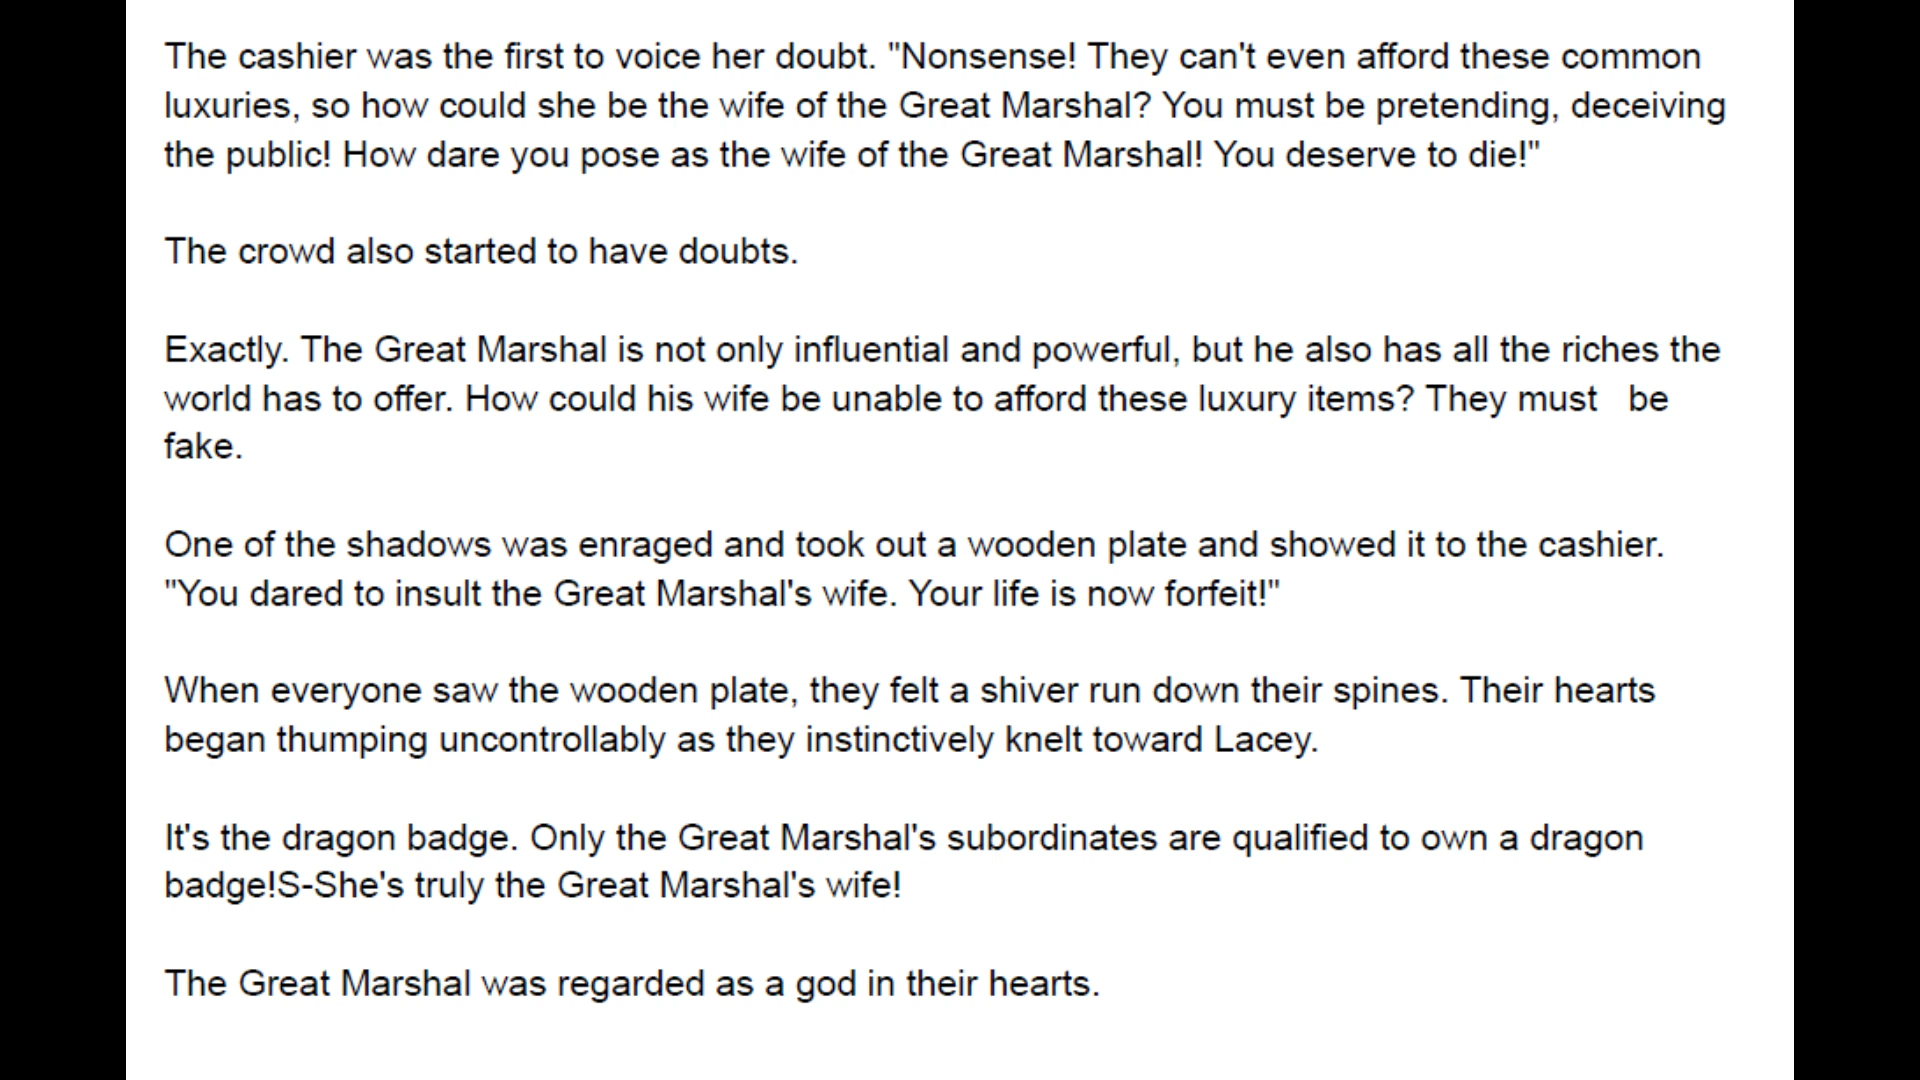 The cashier was the first to voice her doubt. "Nonsense! They can't even afford these common
luxuries, so how could she be the wife of the Great Marshal? You must be pretending, deceiving
the public! How dare you pose as the wife of the Great Marshal! You deserve to die!"
The crowd also started to have doubts.
Exactly. The Great Marshal is not only influential and powerful, but he also has all the riches the
world has to offer. How could his wife be unable to afford these luxury items? They must   be
fake.
One of the shadows was enraged and took out a wooden plate and showed it to the cashier.
"You dared to insult the Great Marshal's wife. Your life is now forfeit!"
When everyone saw the wooden plate, they felt a shiver run down their spines. Their hearts
began thumping uncontrollably as they instinctively knelt toward Lacey.
It's the dragon badge. Only the Great Marshal's subordinates are qualified to own a dragon
badge!S-She's truly the Great Marshal's wife!
The Great Marshal was regarded as a god in their hearts.